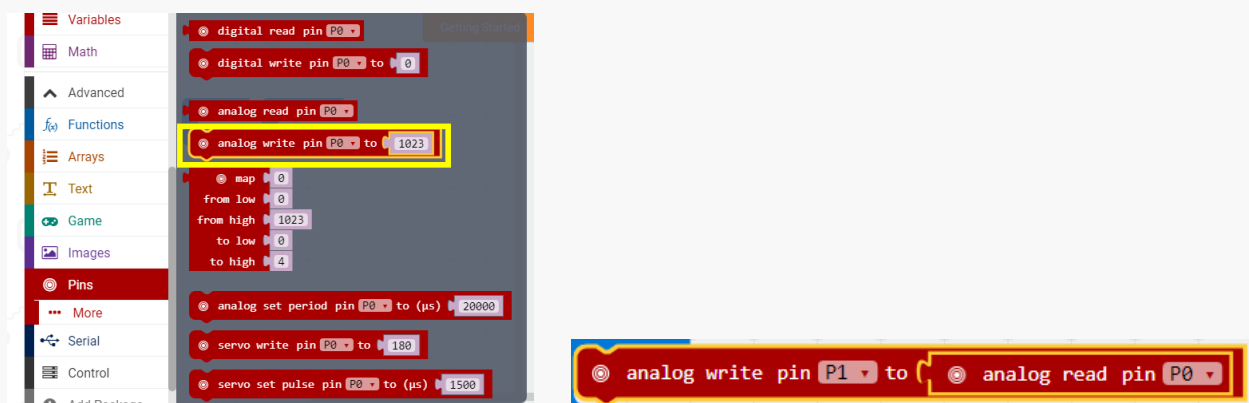 Variables
Math
Advanced
Functions
Arrays
Text
Game
Images
Pins
More
Serial
Control
Add Package
Getting Started
digital read pin P0
digital write pin P0 to 0
analog read pin P0
analog write pin P0 to 1023
map 0
from low 0
from high 1023
to low 0
to high 4
analog set period pin P0 to (µs) 20000
servo write pin P0 to 180
servo set pulse pin P0 to (µs) 1500
analog write pin P1 to analog read pin P0